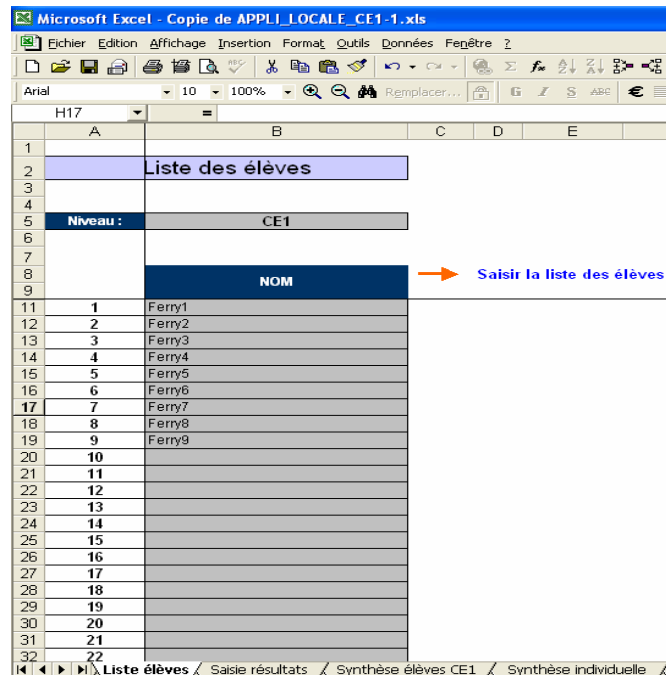 Microsoft Excel - Copie de APPLI_LOCALE_CE1-1.xls
Fichier Edition Affichage Insertion Format Outils Données Fenêtre ?
Arial 10 100% Remplacer... G I S ABC €
H17 =
A B C D E
1
2 Liste des élèves
3
4
5 Niveau : CE1
6
7
8 NOM Saisir la liste des élèves
9
11 1 Ferry1
12 2 Ferry2
13 3 Ferry3
14 4 Ferry4
15 5 Ferry5
16 6 Ferry6
17 7 Ferry7
18 8 Ferry8
19 9 Ferry9
20 10
21 11
22 12
23 13
24 14
25 15
26 16
27 17
28 18
29 19
30 20
31 21
32 22
Liste élèves / Saisie résultats / Synthèse élèves CE1 / Synthèse individuelle /